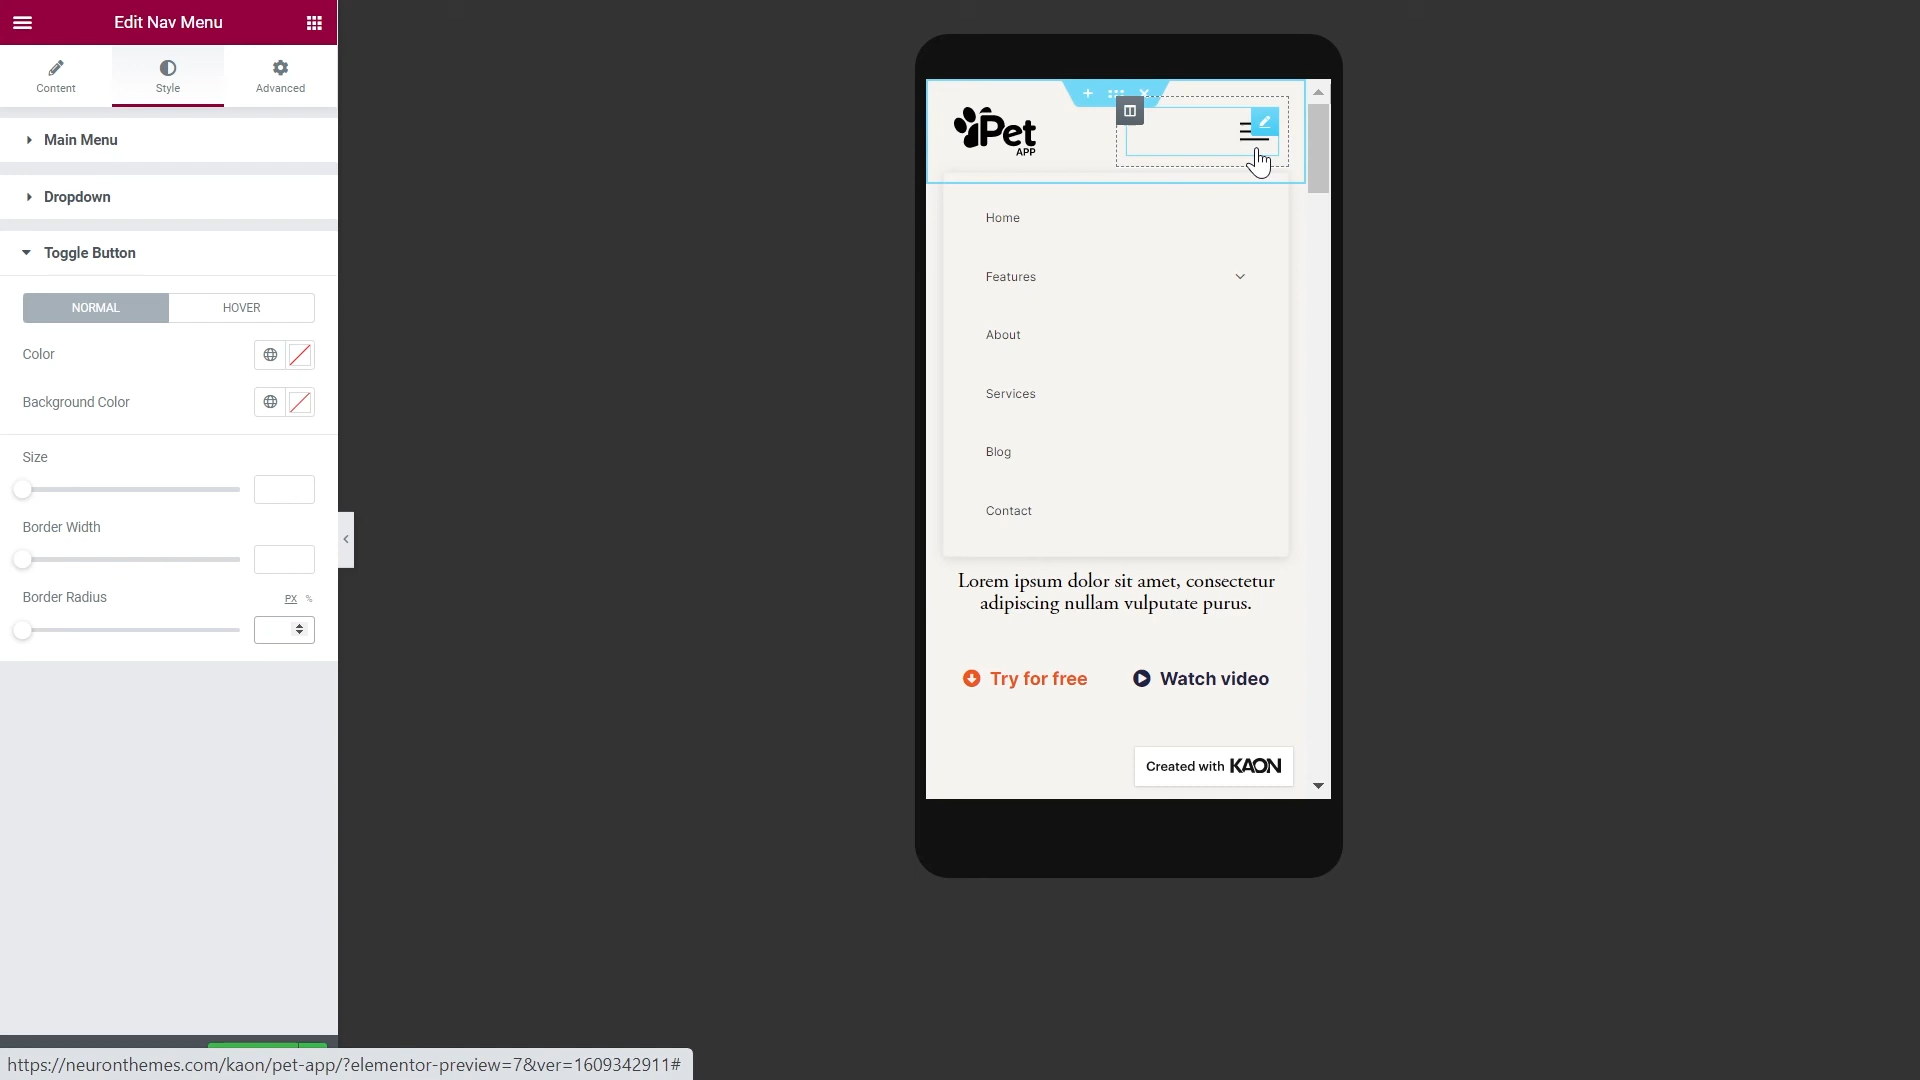 Edit Nav Menu
Content
Style
Advanced
Main Menu
Dropdown
Toggle Button
NORMAL
HOVER
Color
Background Color
Size
Border Width
Border Radius
PX %
Pet
APP
Home
Features
About
Services
Blog
Contact
Lorem ipsum dolor sit amet, consectetur
adipiscing nullam vulputate purus.
Try for free
Watch video
Created with KAON
https://neuronthemes.com/kaon/pet-app/?elementor-preview=7&ver=1609342911#